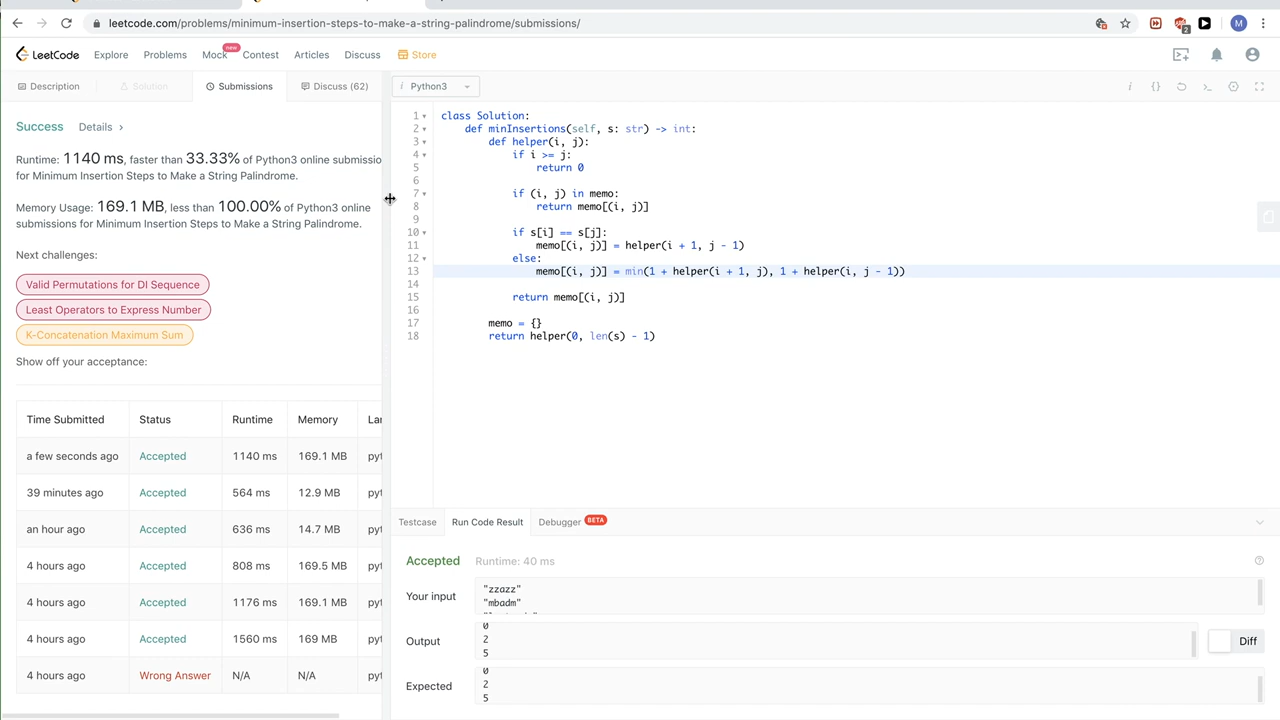 leetcode.com/problems/minimum-insertion-steps-to-make-a-string-palindrome/submissions/
2
M
LeetCode
Explore
Problems
Mock
new
Contest
Articles
Discuss
Store
Description
Solution
Submissions
Discuss (62)
i Python3
Success
Details
Runtime: 1140 ms, faster than 33.33% of Python3 online submissio
for Minimum Insertion Steps to Make a String Palindrome.
Memory Usage: 169.1 MB, less than 100.00% of Python3 online
submissions for Minimum Insertion Steps to Make a String Palindrome.
Next challenges:
Valid Permutations for DI Sequence
Least Operators to Express Number
K-Concatenation Maximum Sum
Show off your acceptance:
Time Submitted Status Runtime Memory Lar
a few seconds ago Accepted 1140 ms 169.1 MB pyt
39 minutes ago Accepted 564 ms 12.9 MB pyt
an hour ago Accepted 636 ms 14.7 MB pyt
4 hours ago Accepted 808 ms 169.5 MB pyt
4 hours ago Accepted 1176 ms 169.1 MB pyt
4 hours ago Accepted 1560 ms 169 MB pyt
4 hours ago Wrong Answer N/A N/A pyt
1 class Solution:
2 def minInsertions(self, s: str) -> int:
3 def helper(i, j):
4 if i >= j:
5 return 0
6
7 if (i, j) in memo:
8 return memo[(i, j)]
9
10 if s[i] == s[j]:
11 memo[(i, j)] = helper(i + 1, j - 1)
12 else:
13 memo[(i, j)] = min(1 + helper(i + 1, j), 1 + helper(i, j - 1))
14
15 return memo[(i, j)]
16
17 memo = {}
18 return helper(0, len(s) - 1)
Testcase
Run Code Result
Debugger BETA
Accepted
Runtime: 40 ms
Your input
"zzazz"
"mbadm"
Output
0
2
5
Diff
Expected
0
2
5